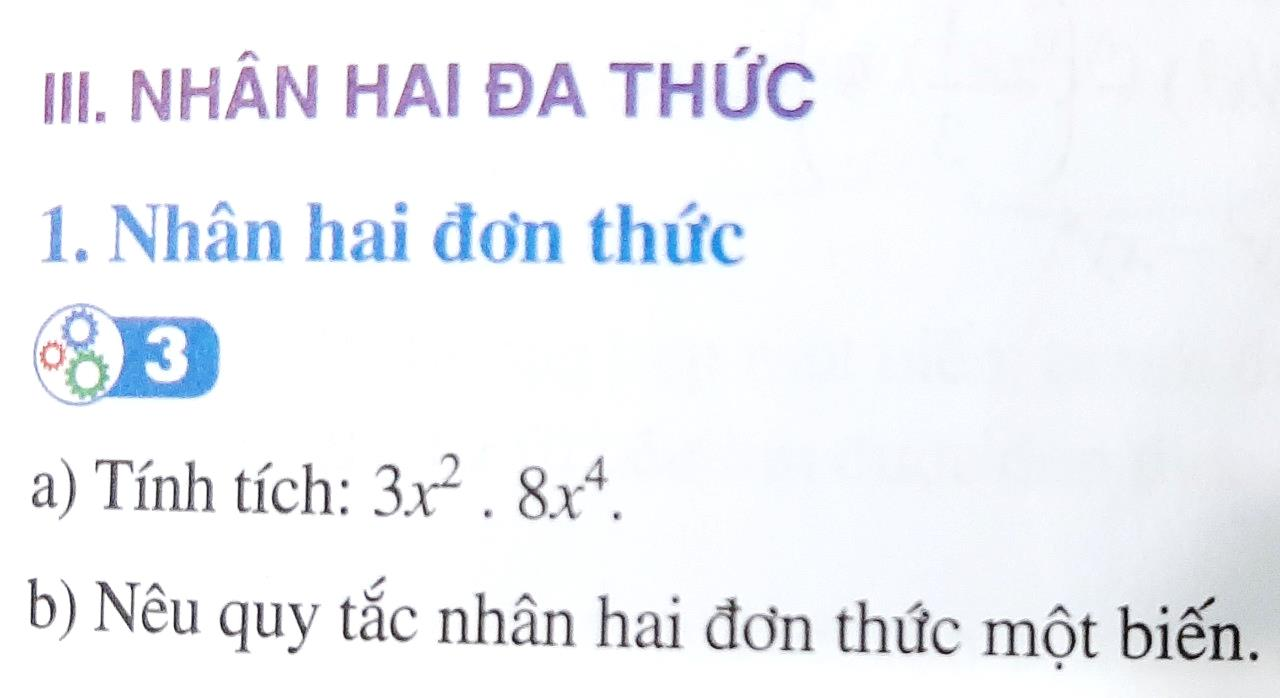 III. NHÂN HAI ĐA THỨC
1. Nhân hai đơn thức
3
a) Tính tích: 3x² . 8x⁴.
b) Nêu quy tắc nhân hai đơn thức một biến.